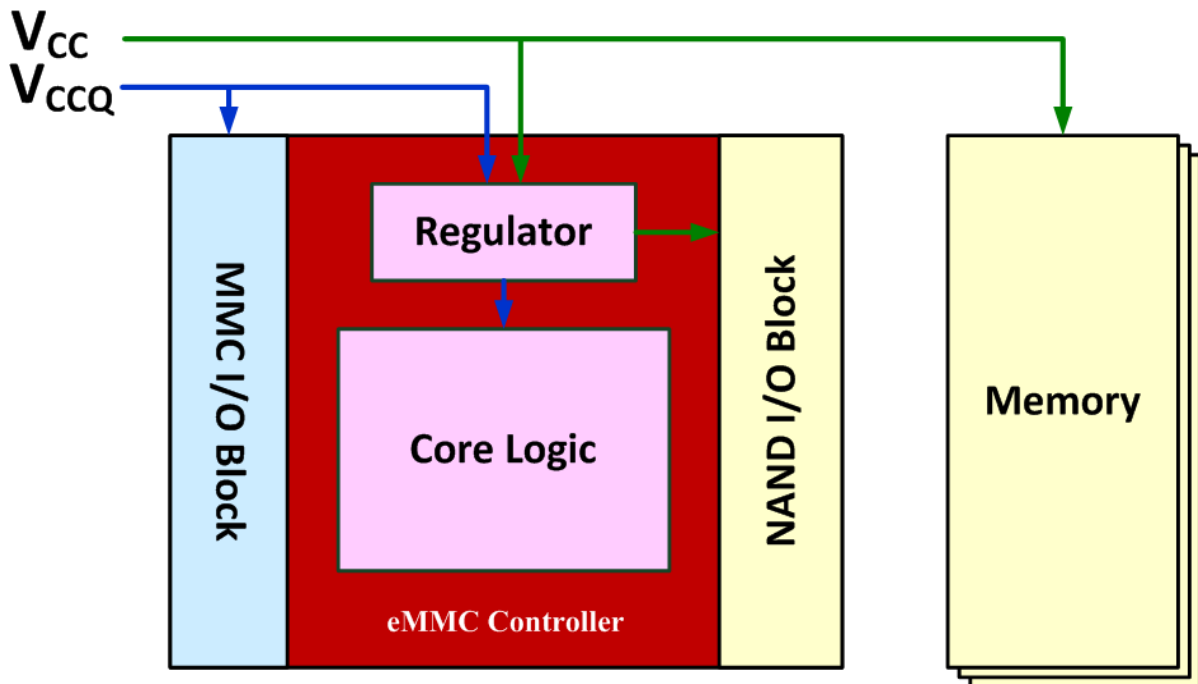 VCC
VCCQ
Regulator
MMC I/O Block
Core Logic
NAND I/O Block
Memory
eMMC Controller